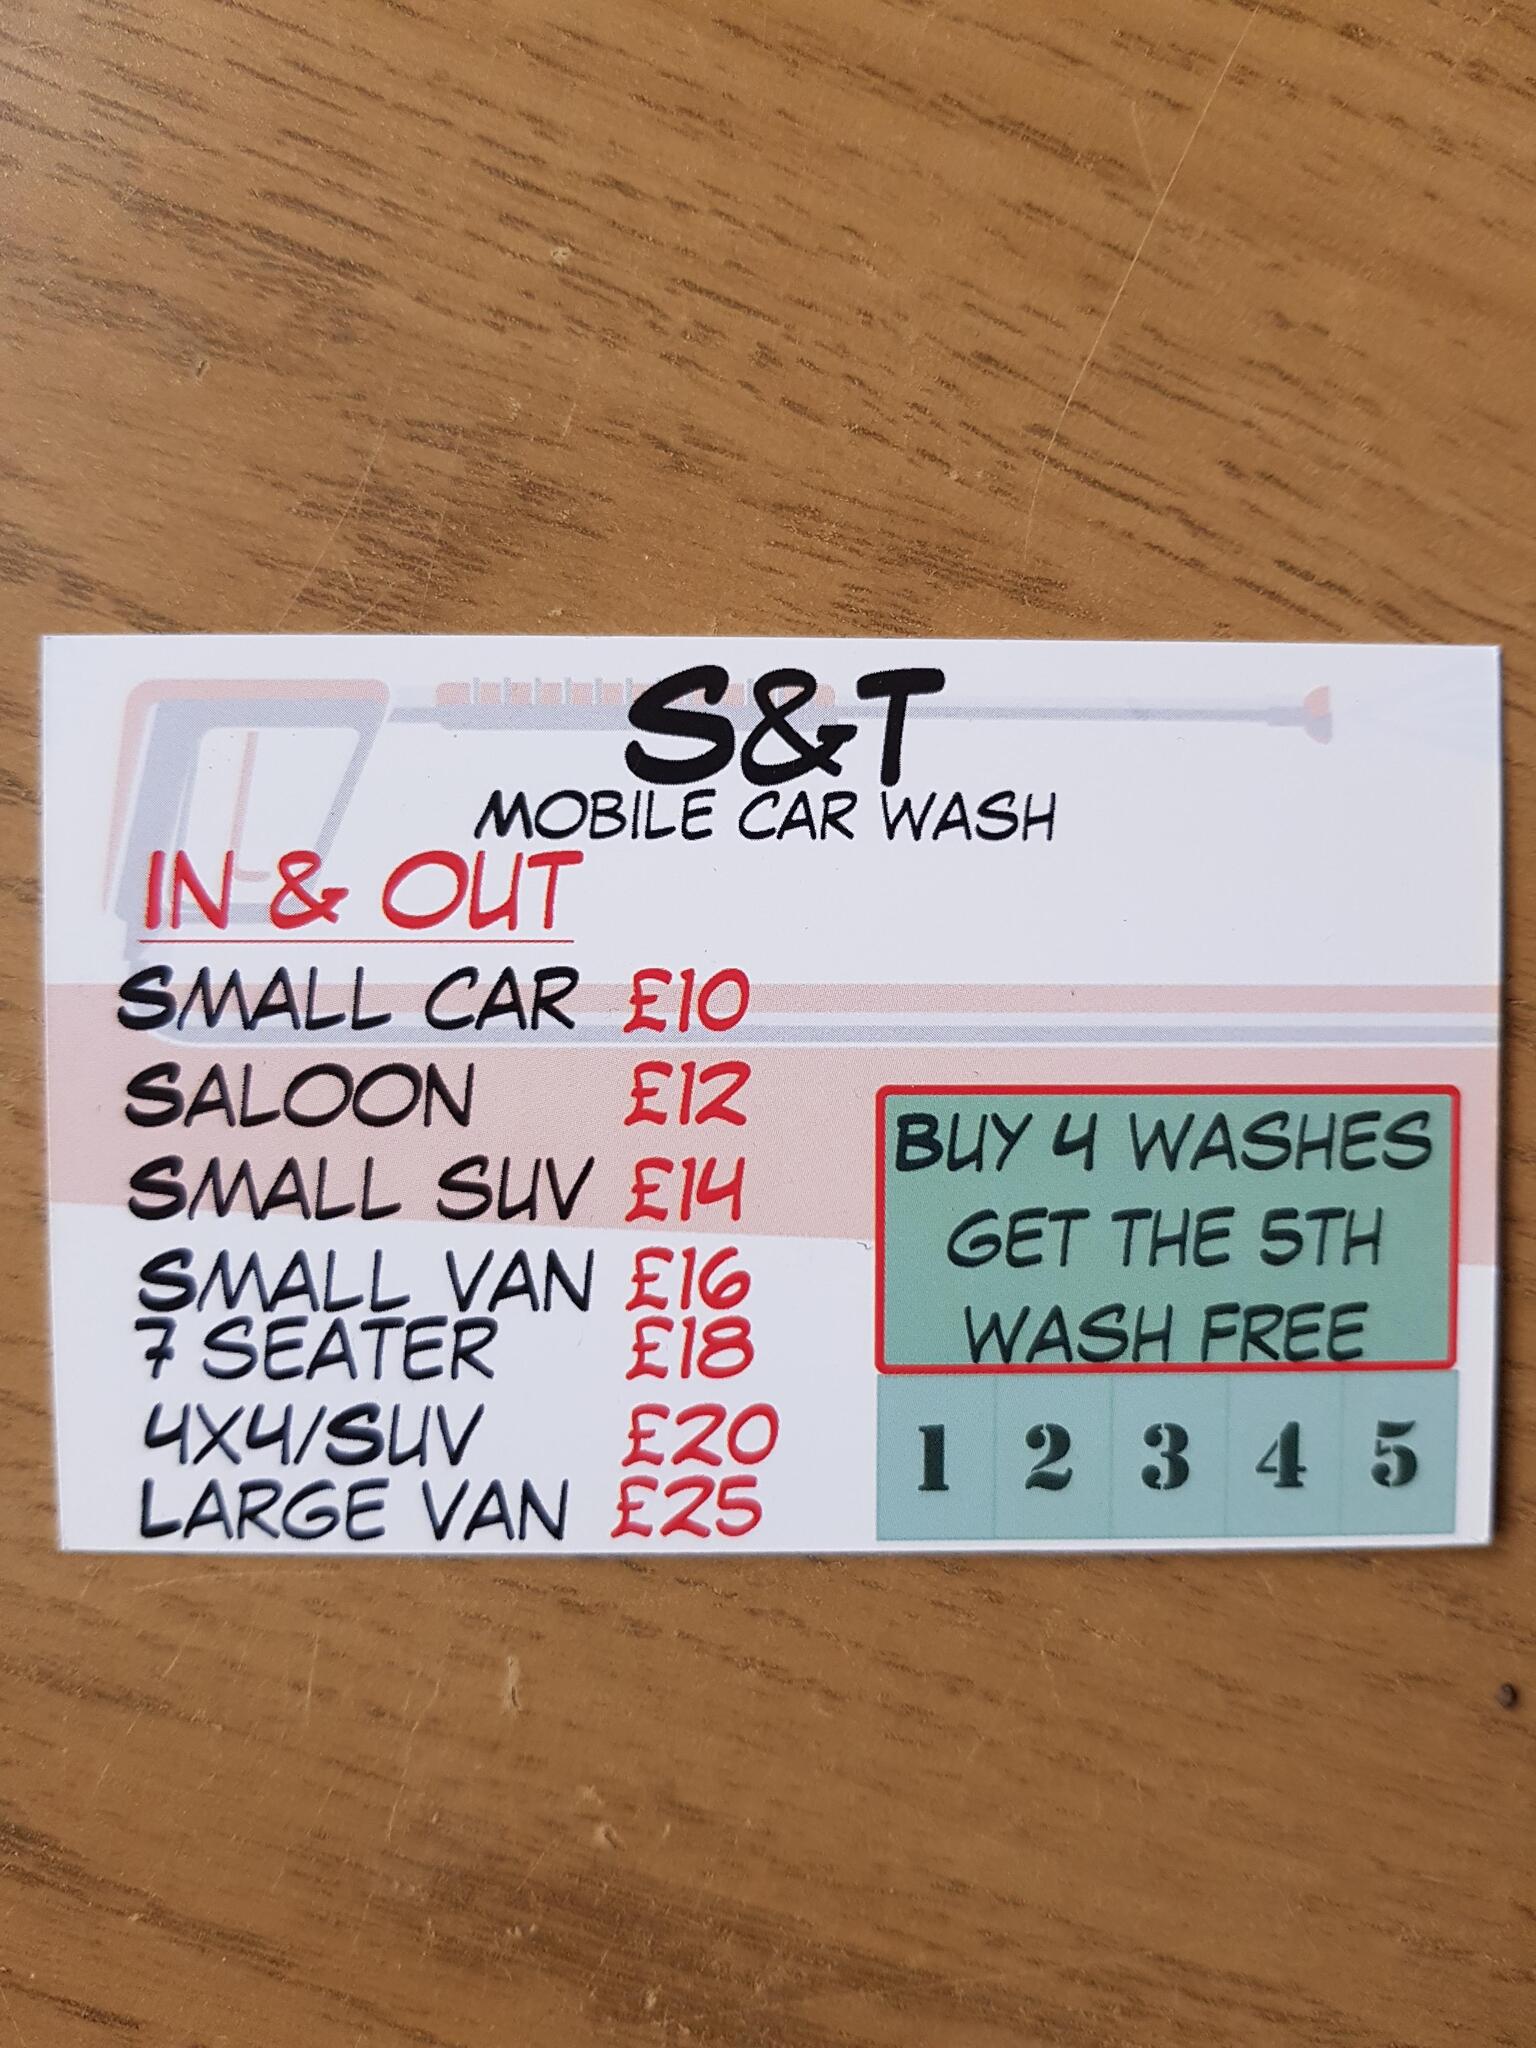 S&T
MOBILE CAR WASH
IN & OUT
SMALL CAR £10
SALOON £12
SMALL SUV £14
SMALL VAN £16
7 SEATER £18
4X4/SUV £20
LARGE VAN £25
BUY 4 WASHES
GET THE 5TH
WASH FREE
1 2 3 4 5